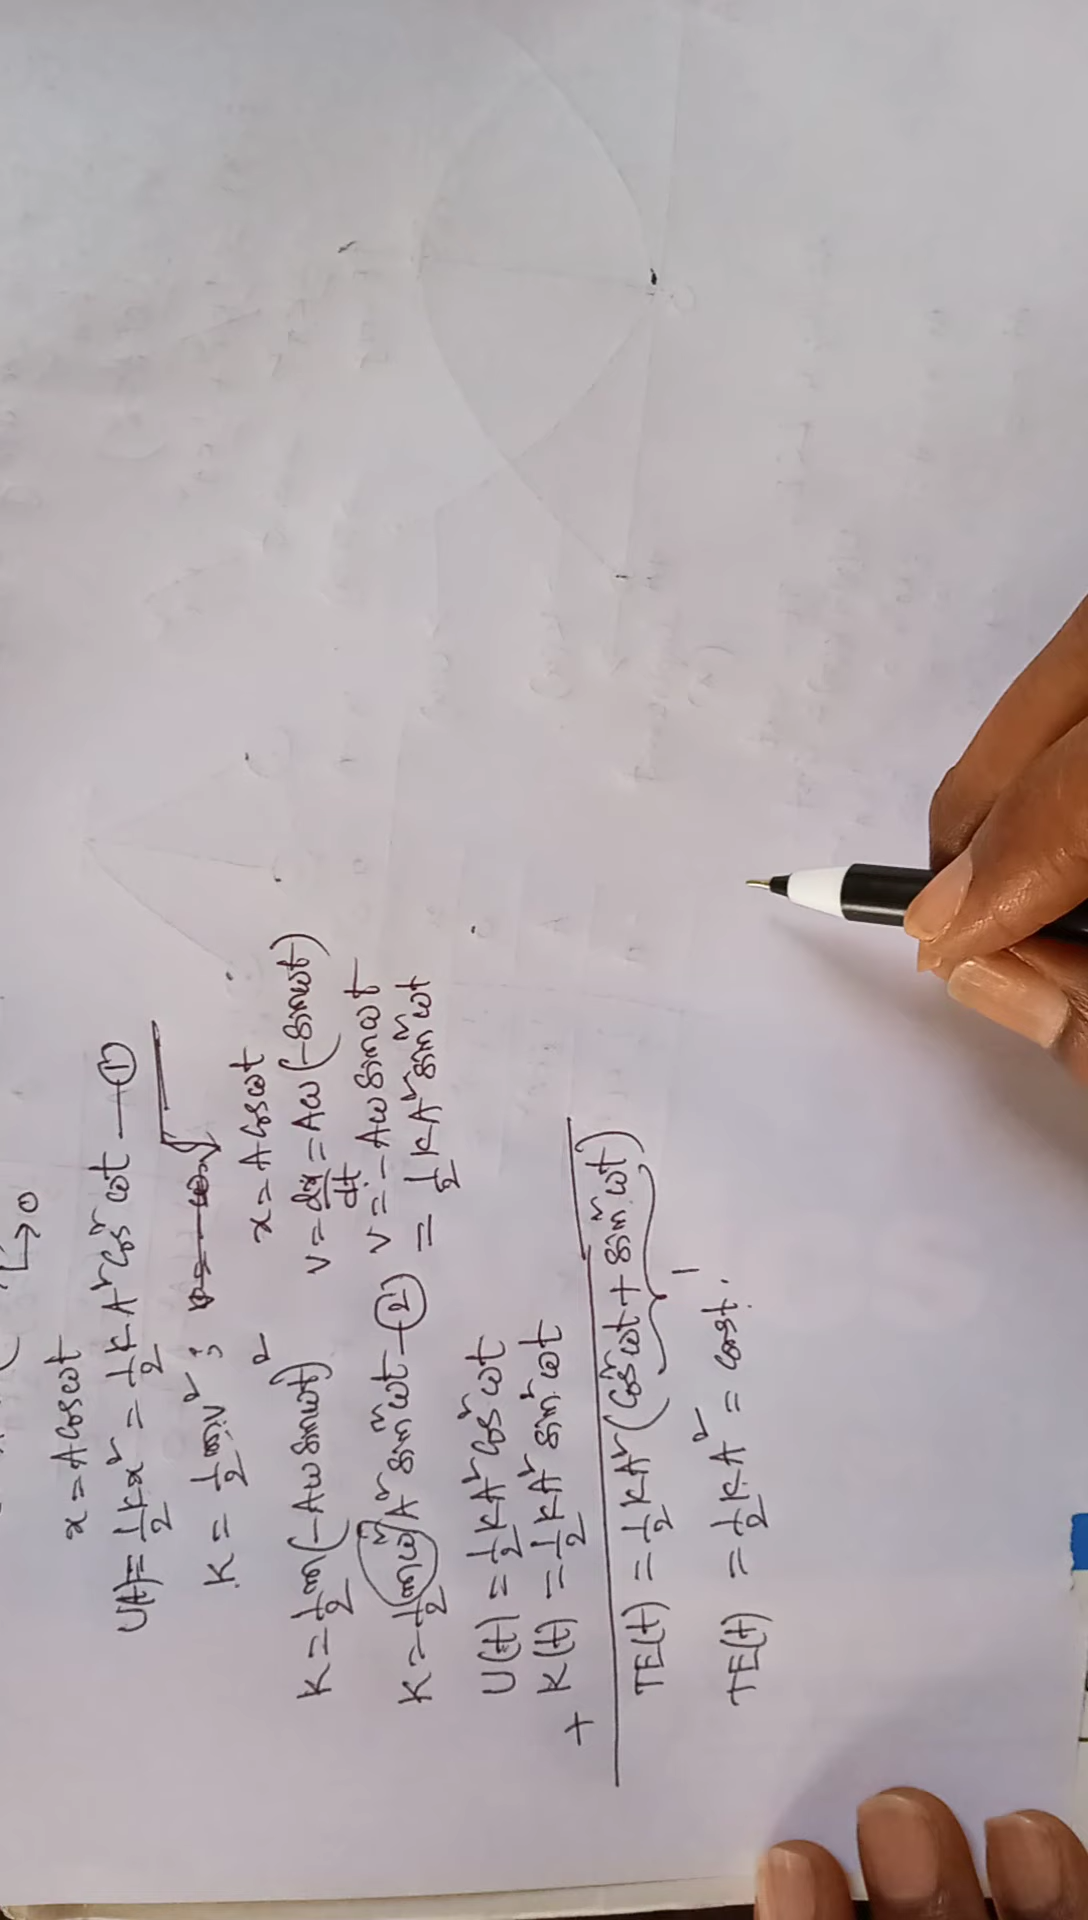 →0
x = A cos ωt
U(t) = 1/2 kx² = 1/2 kA² cos² ωt —①
K = 1/2 mv² ;
x = A cos ωt
K = 1/2 m(-Aω sin ωt)²
v = dx/dt = Aω(-sin ωt)
v = -Aω sin ωt
K = 1/2 mω²A² sin² ωt —② = 1/2 kA² sin² ωt
U(t) = 1/2 kA² cos² ωt
+ K(t) = 1/2 kA² sin² ωt
TE(t) = 1/2 kA² (cos² ωt + sin² ωt)
1
TE(t) = 1/2 kA² = const.